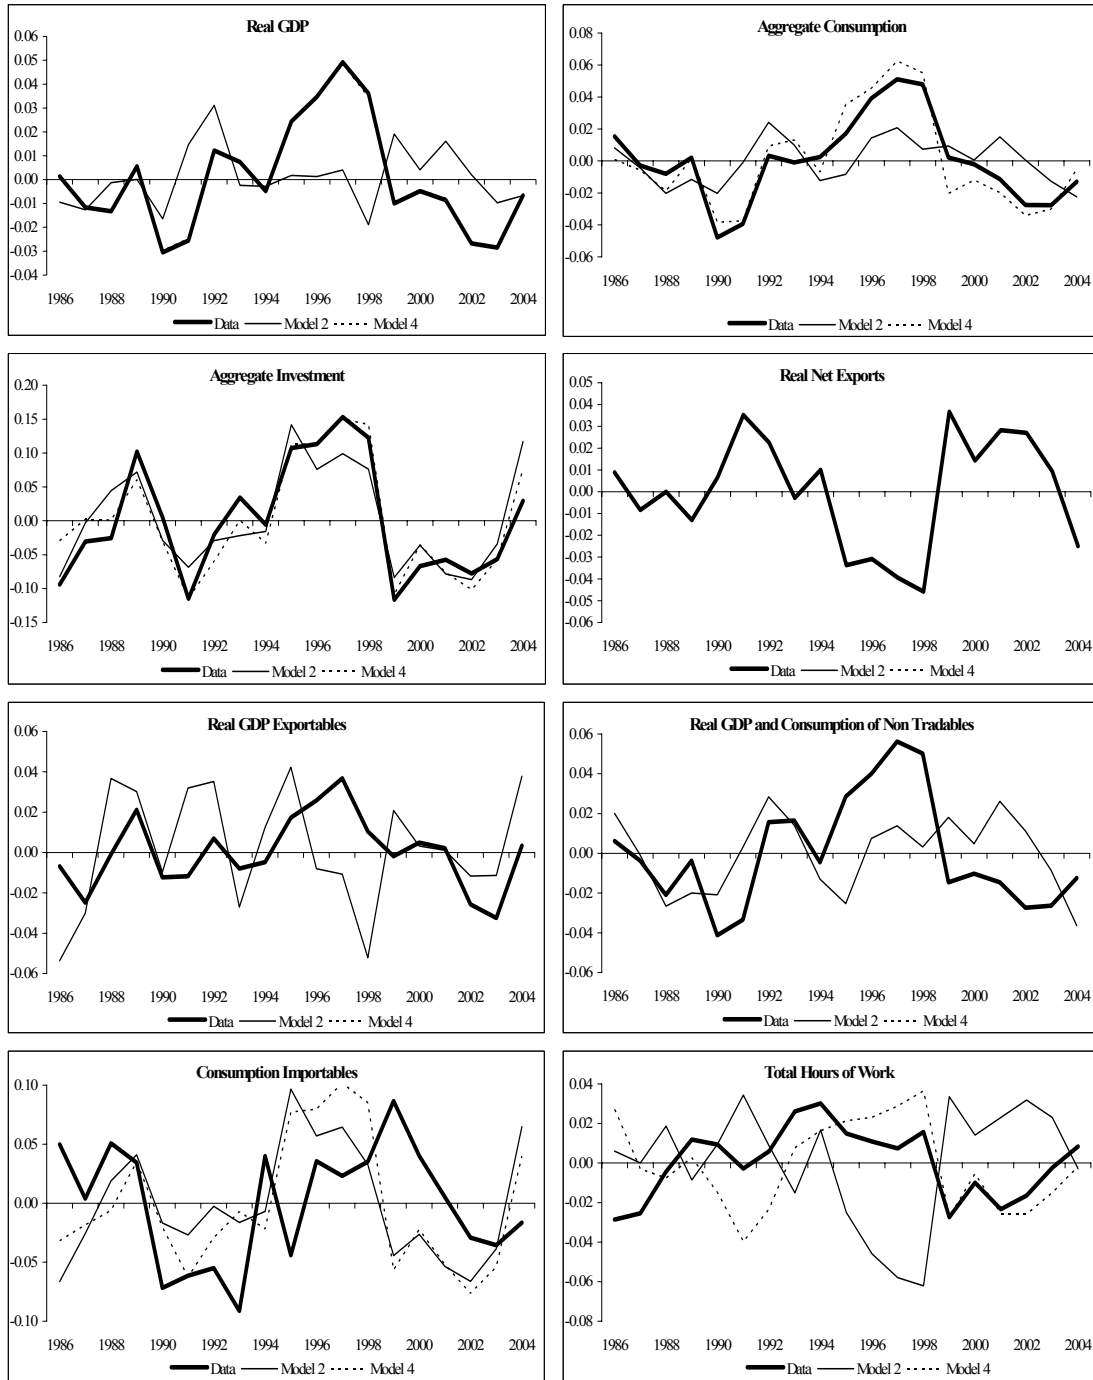 Real GDP
0.06
0.05
0.04
0.03
0.02
0.01
0.00
-0.01
-0.02
-0.03
-0.04
1986 1988 1990 1992 1994 1996 1998 2000 2002 2004
Data Model 2 Model 4
Aggregate Consumption
0.08
0.06
0.04
0.02
0.00
-0.02
-0.04
-0.06
1986 1988 1990 1992 1994 1996 1998 2000 2002 2004
Data Model 2 Model 4
Aggregate Investment
0.20
0.15
0.10
0.05
0.00
-0.05
-0.10
-0.15
1986 1988 1990 1992 1994 1996 1998 2000 2002 2004
Data Model 2 Model 4
Real Net Exports
0.05
0.04
0.03
0.02
0.01
0.00
-0.01
-0.02
-0.03
-0.04
-0.05
-0.06
1986 1988 1990 1992 1994 1996 1998 2000 2002 2004
Data Model 2 Model 4
Real GDP Exportables
0.06
0.04
0.02
0.00
-0.02
-0.04
-0.06
1986 1988 1990 1992 1994 1996 1998 2000 2002 2004
Data Model 2 Model 4
Real GDP and Consumption of Non Tradables
0.06
0.04
0.02
0.00
-0.02
-0.04
-0.06
1986 1988 1990 1992 1994 1996 1998 2000 2002 2004
Data Model 2 Model 4
Consumption Importables
0.10
0.05
0.00
-0.05
-0.10
1986 1988 1990 1992 1994 1996 1998 2000 2002 2004
Data Model 2 Model 4
Total Hours of Work
0.04
0.02
0.00
-0.02
-0.04
-0.06
-0.08
1986 1988 1990 1992 1994 1996 1998 2000 2002 2004
Data Model 2 Model 4